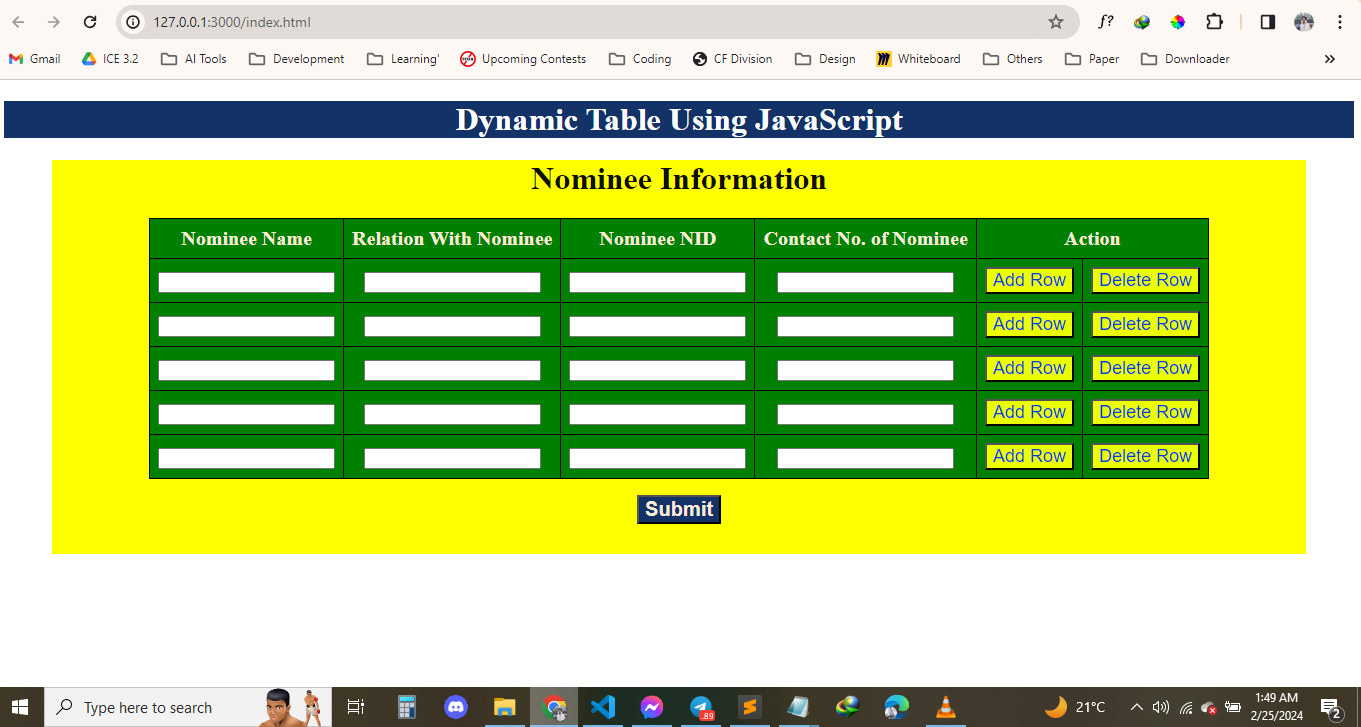 127.0.0.1:3000/index.html
f?
Gmail ICE 3.2 AI Tools Development Learning' Upcoming Contests Coding CF Division Design Whiteboard Others Paper Downloader »
Dynamic Table Using JavaScript
Nominee Information
Nominee Name Relation With Nominee Nominee NID Contact No. of Nominee Action
Add Row Delete Row
Add Row Delete Row
Add Row Delete Row
Add Row Delete Row
Add Row Delete Row
Submit
Type here to search
.89
21°C
1:49 AM
2/25/2024
2